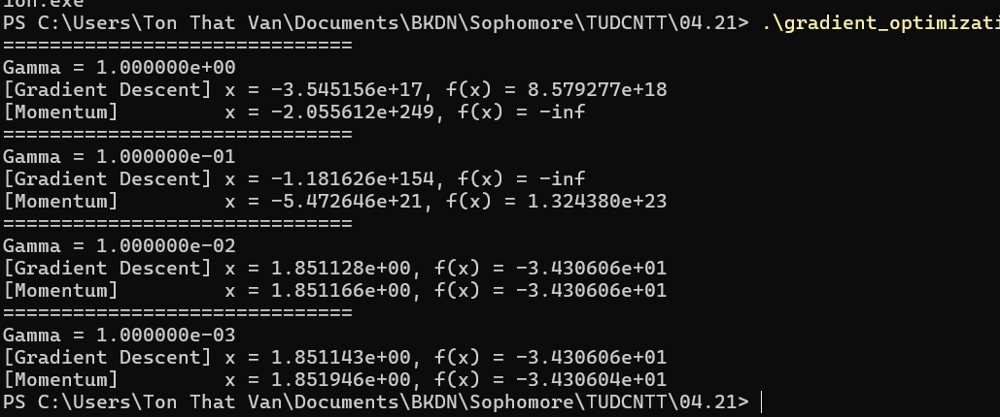 ion.exe
PS C:\Users\Ton That Van\Documents\BKDN\Sophomore\TUDCNTT\04.21> .\gradient_optimizati
==============================
Gamma = 1.000000e+00
[Gradient Descent] x = -3.545156e+17, f(x) = 8.579277e+18
[Momentum]         x = -2.055612e+249, f(x) = -inf
==============================
Gamma = 1.000000e-01
[Gradient Descent] x = -1.181626e+154, f(x) = -inf
[Momentum]         x = -5.472646e+21, f(x) = 1.324380e+23
==============================
Gamma = 1.000000e-02
[Gradient Descent] x = 1.851128e+00, f(x) = -3.430606e+01
[Momentum]         x = 1.851166e+00, f(x) = -3.430606e+01
==============================
Gamma = 1.000000e-03
[Gradient Descent] x = 1.851143e+00, f(x) = -3.430606e+01
[Momentum]         x = 1.851946e+00, f(x) = -3.430604e+01
PS C:\Users\Ton That Van\Documents\BKDN\Sophomore\TUDCNTT\04.21>